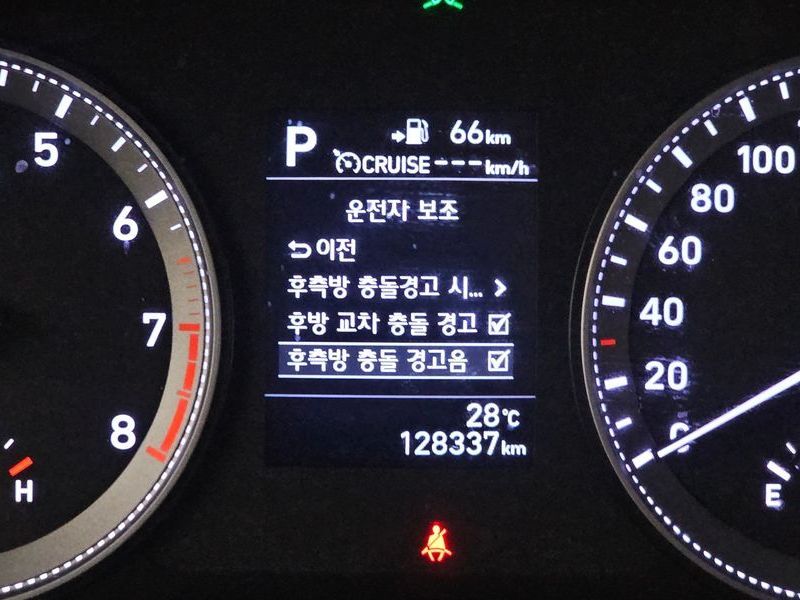 P
66km
CRUISE---km/h
운전자 보조
이전
후측방 충돌경고 시...
후방 교차 충돌 경고
후측방 충돌 경고음
28℃
128337km
5
6
7
8
H
100
80
60
40
20
0
E